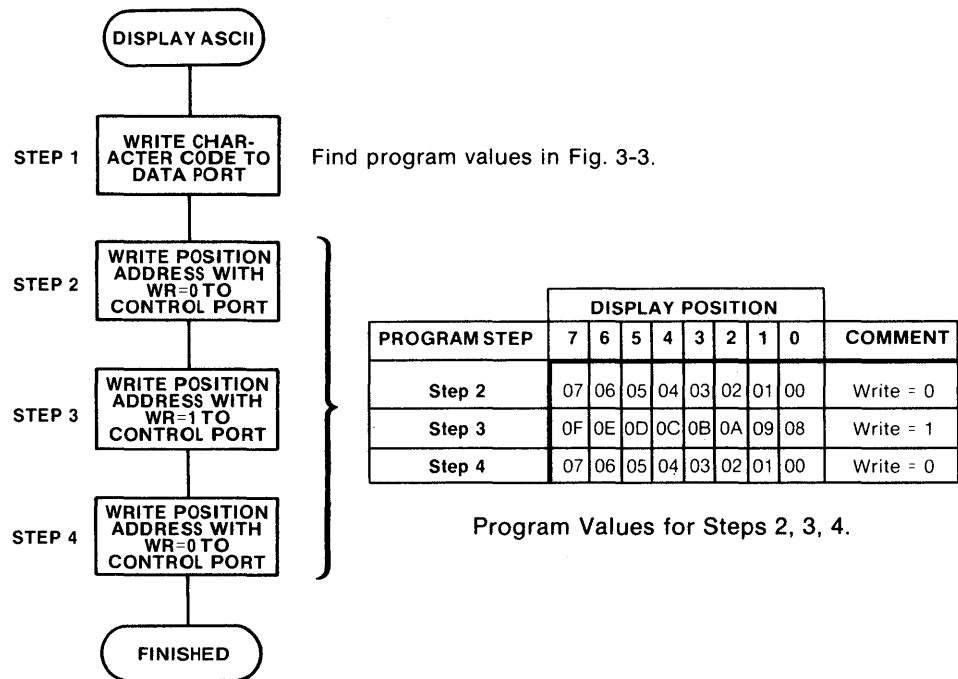 DISPLAY ASCII
STEP 1
WRITE CHAR-
ACTER CODE TO
DATA PORT
Find program values in Fig. 3-3.
STEP 2
WRITE POSITION
ADDRESS WITH
WR=0 TO
CONTROL PORT
STEP 3
WRITE POSITION
ADDRESS WITH
WR=1 TO
CONTROL PORT
STEP 4
WRITE POSITION
ADDRESS WITH
WR=0 TO
CONTROL PORT
FINISHED
DISPLAY POSITION
PROGRAM STEP 7 6 5 4 3 2 1 0 COMMENT
Step 2 07 06 05 04 03 02 01 00 Write = 0
Step 3 0F 0E 0D 0C 0B 0A 09 08 Write = 1
Step 4 07 06 05 04 03 02 01 00 Write = 0
Program Values for Steps 2, 3, 4.